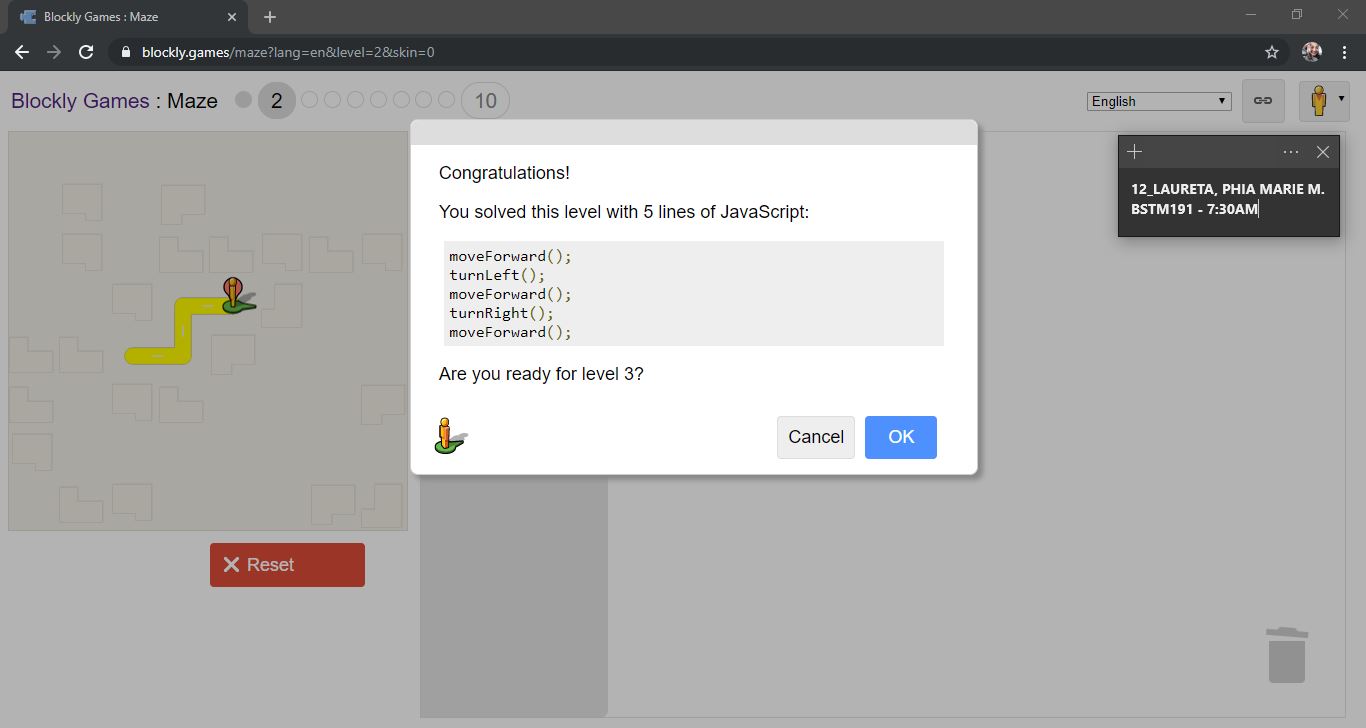 Blockly Games : Maze
blockly.games/maze?lang=en&level=2&skin=0
Blockly Games : Maze 2 10
English
12_LAURETA, PHIA MARIE M.
BSTM191 - 7:30AM
Congratulations!
You solved this level with 5 lines of JavaScript:
moveForward();
turnLeft();
moveForward();
turnRight();
moveForward();
Are you ready for level 3?
Cancel OK
Reset